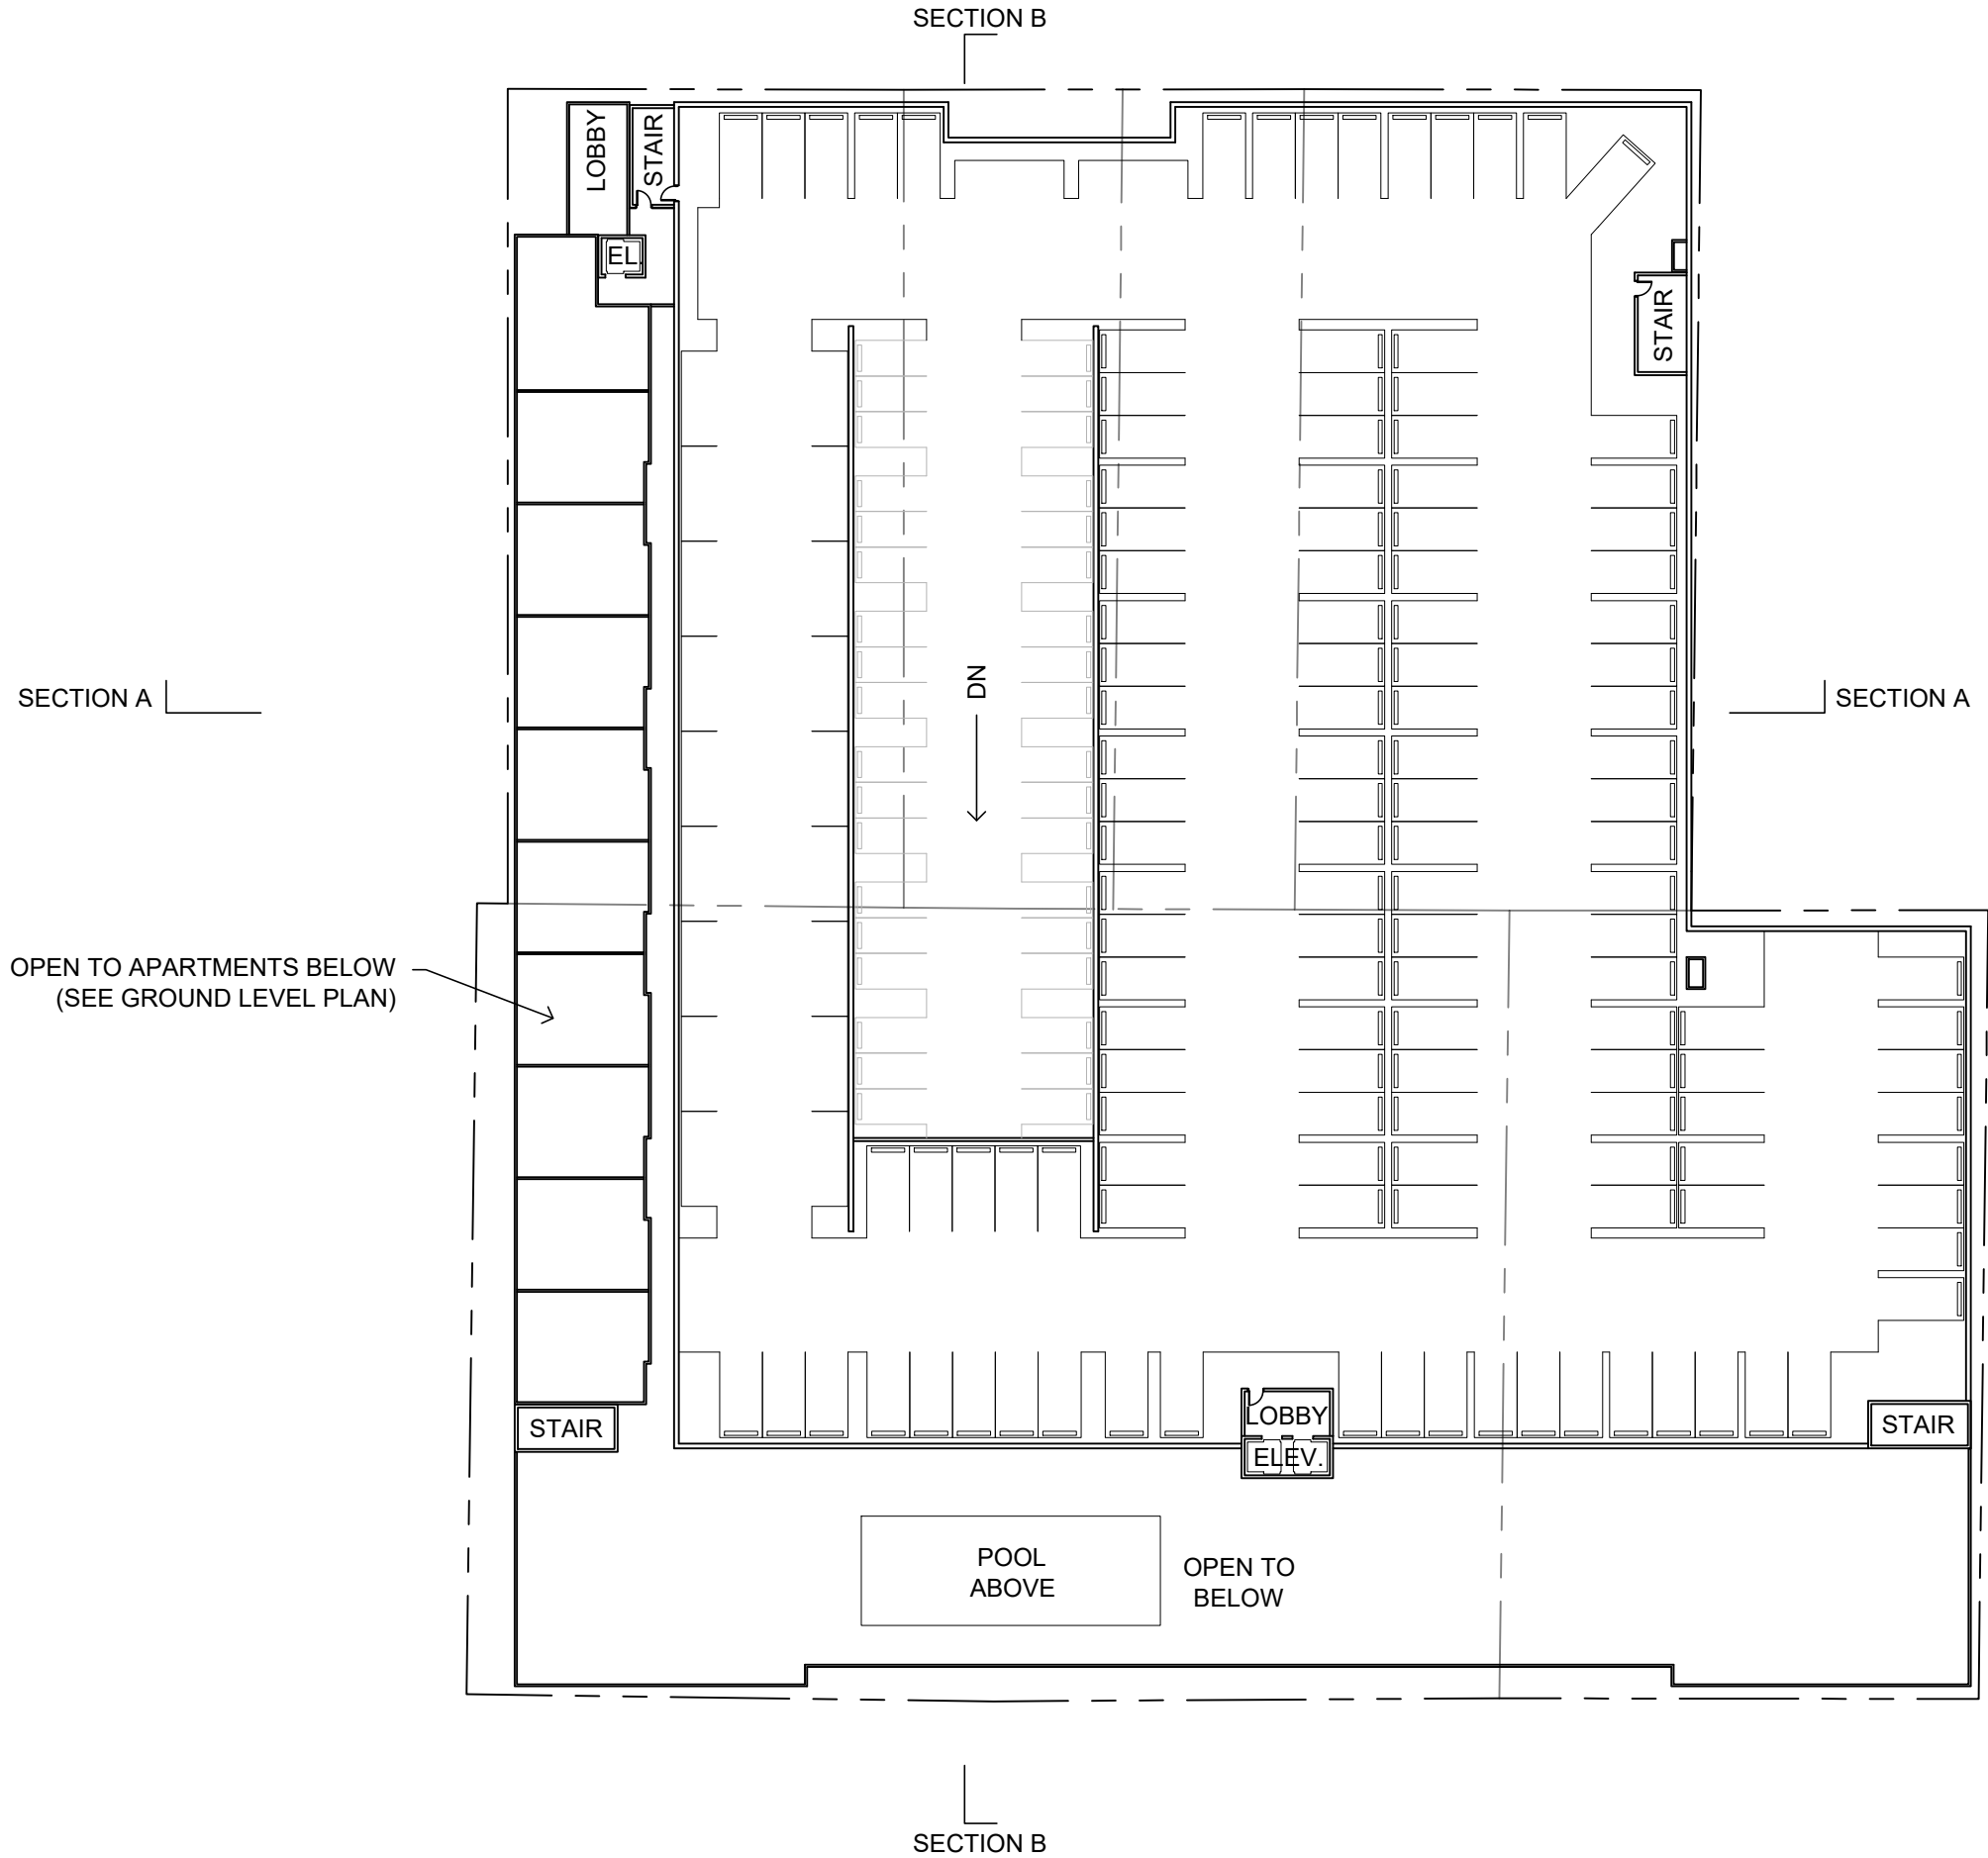 SECTION B
LOBBY
STAIR
EL.
STAIR
DN
SECTION A
SECTION A
OPEN TO APARTMENTS BELOW
(SEE GROUND LEVEL PLAN)
STAIR
LOBBY
ELEV.
STAIR
POOL
ABOVE
OPEN TO
BELOW
SECTION B